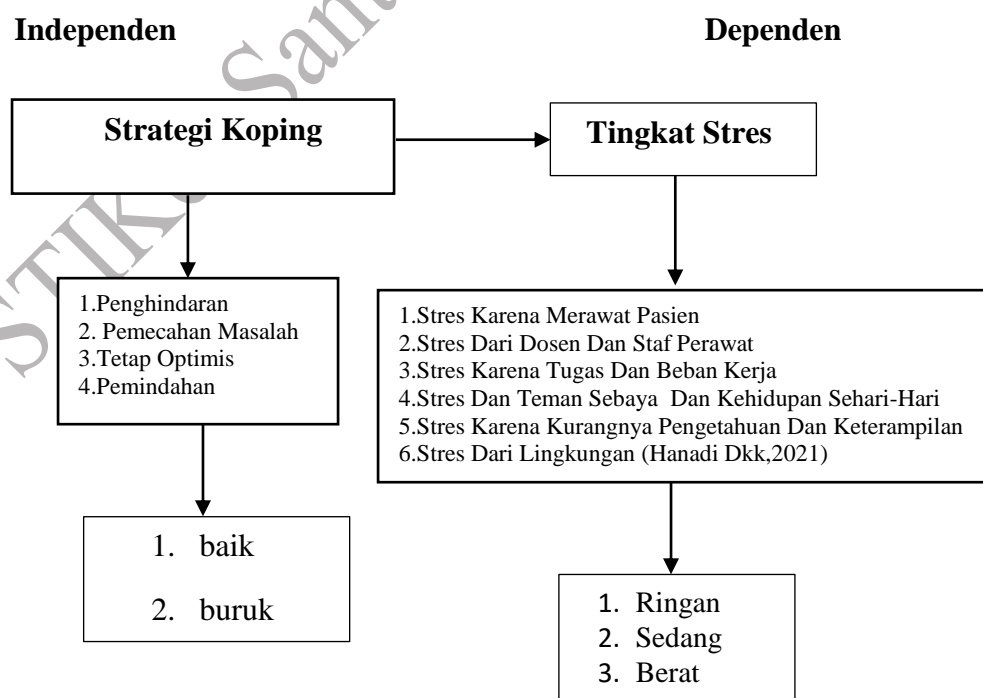 Independen
Dependen
Strategi Koping
Tingkat Stres
1.Penghindaran
2. Pemecahan Masalah
3.Tetap Optimis
4.Pemindahan
1.Stres Karena Merawat Pasien
2.Stres Dari Dosen Dan Staf Perawat
3.Stres Karena Tugas Dan Beban Kerja
4.Stres Dan Teman Sebaya Dan Kehidupan Sehari-Hari
5.Stres Karena Kurangnya Pengetahuan Dan Keterampilan
6.Stres Dari Lingkungan (Hanadi Dkk,2021)
1. baik
2. buruk
1. Ringan
2. Sedang
3. Berat